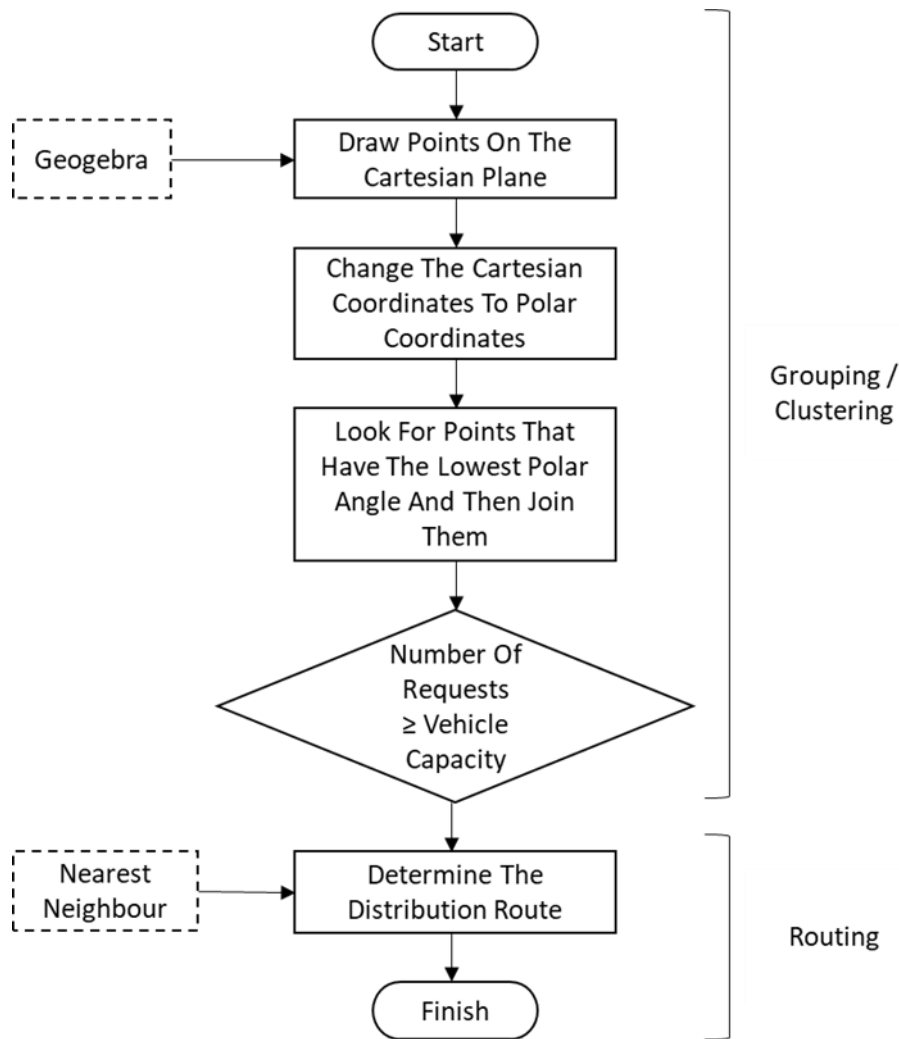 Start
Geogebra
Draw Points On The
Cartesian Plane
Change The Cartesian
Coordinates To Polar
Coordinates
Grouping /
Clustering
Look For Points That
Have The Lowest Polar
Angle And Then Join
Them
Number Of
Requests
≥ Vehicle
Capacity
Nearest
Neighbour
Determine The
Distribution Route
Routing
Finish